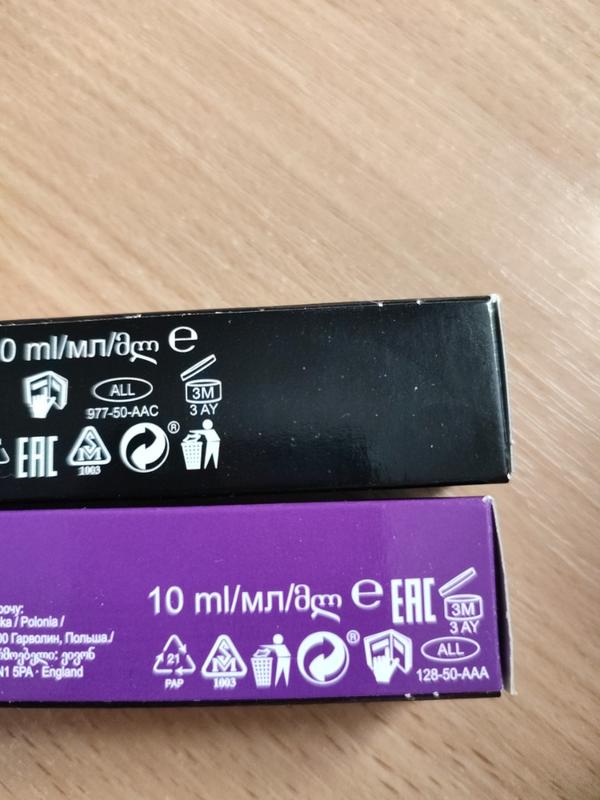 0 ml/мл/მლ e
ALL
3M
977-50-AAC
3 AY
EAC
1003
®
10 ml/мл/მლ e EAC
3M
3 AY
ka / Polonia /
00 Гарволин, Польша./
N1 5PA · England
21
PAP
1003
®
ALL
128-50-AAA